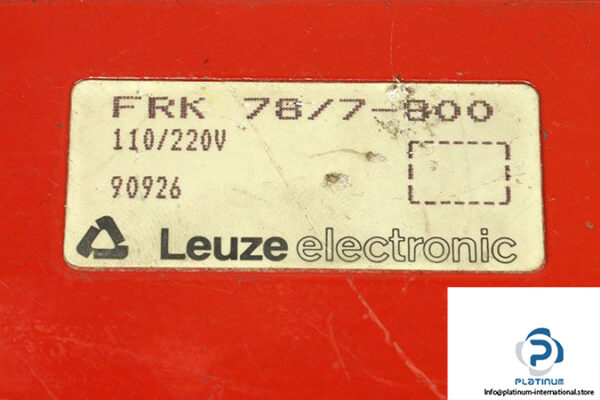 FRK 78/7-800
110/220V
90926
Leuze electronic
PLATINUM
Info@platinum-international.store